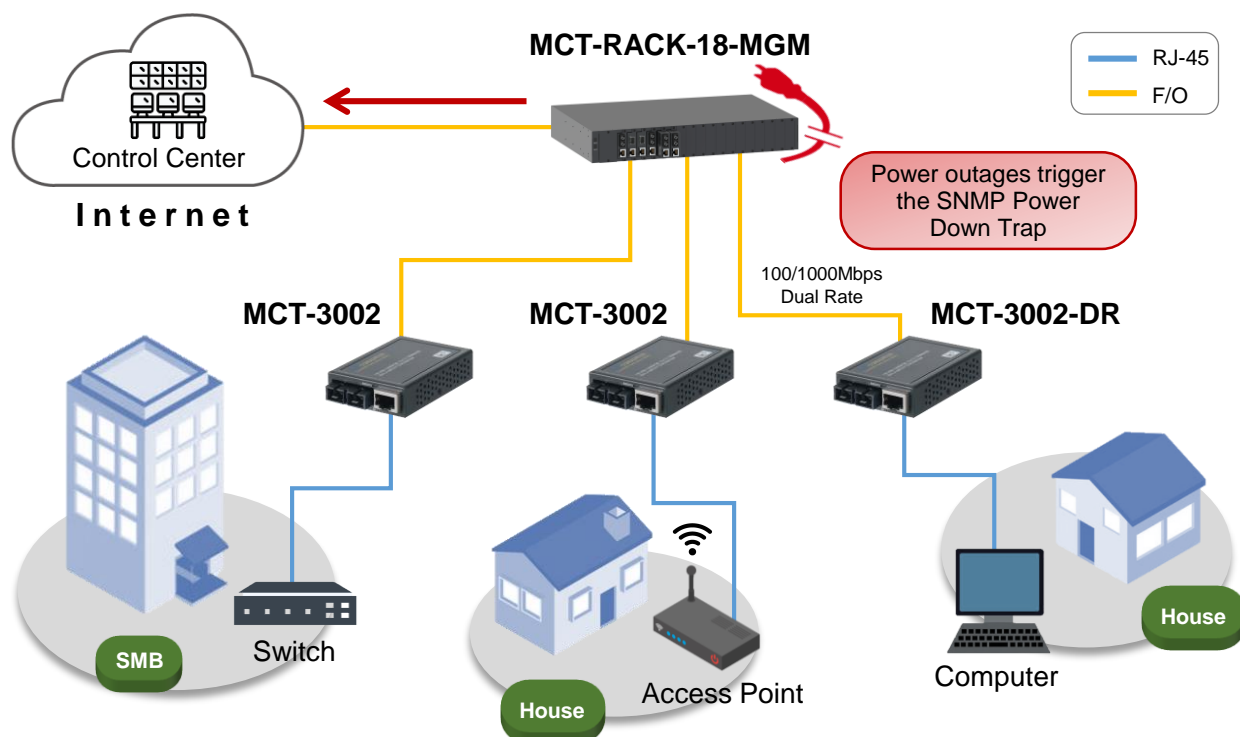 MCT-RACK-18-MGM
RJ-45
F/O
Control Center
Internet
Power outages trigger
the SNMP Power
Down Trap
100/1000Mbps
Dual Rate
MCT-3002
MCT-3002
MCT-3002-DR
SMB
Switch
House
Access Point
Computer
House